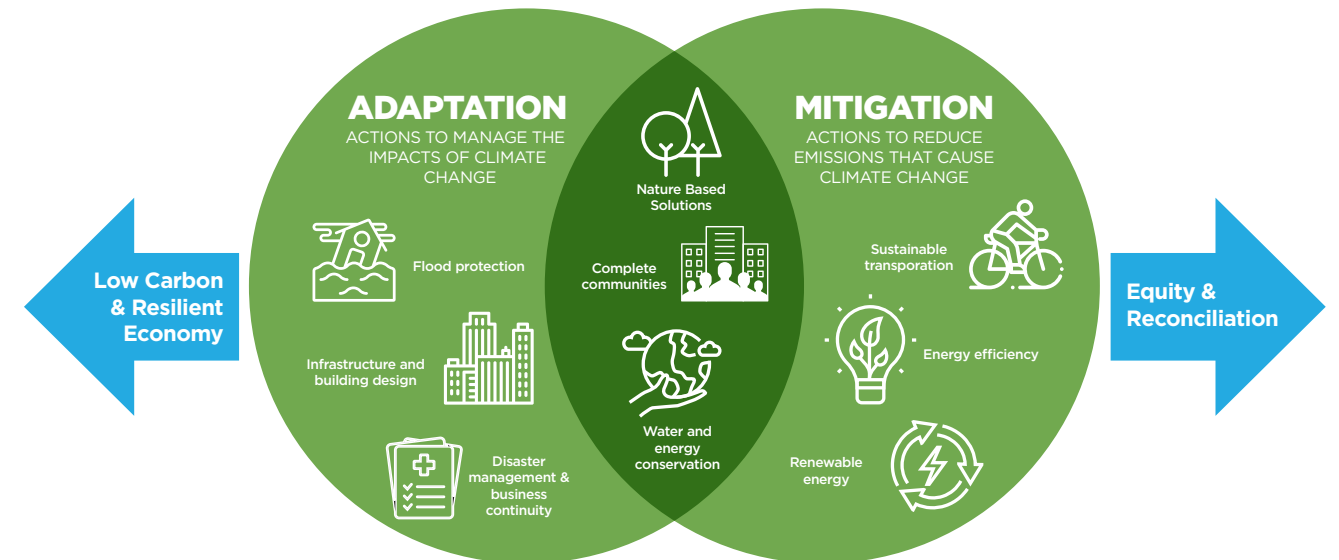 ADAPTATION
ACTIONS TO MANAGE THE
IMPACTS OF CLIMATE
CHANGE
Flood protection
Infrastructure and
building design
Disaster
management &
business
continuity
Nature Based
Solutions
Complete
communities
Water and
energy
conservation
MITIGATION
ACTIONS TO REDUCE
EMISSIONS THAT CAUSE
CLIMATE CHANGE
Sustainable
transporation
Energy efficiency
Renewable
energy
Low Carbon
& Resilient
Economy
Equity &
Reconciliation